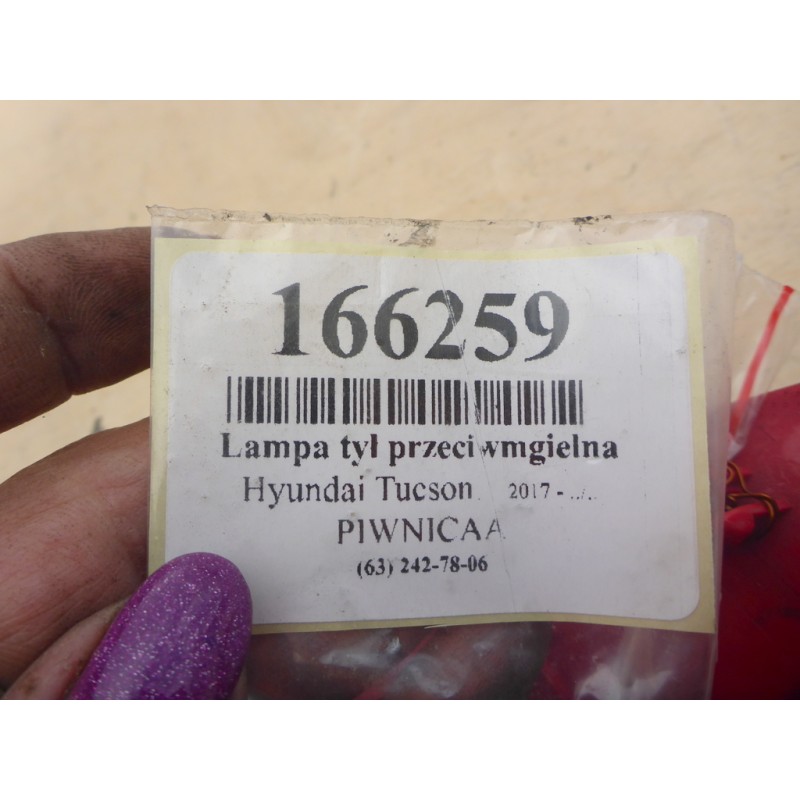 166259
Lampa tył przeciwmgielna
Hyundai Tucson 2017 - ../..
PIWNICAA
(63) 242-78-06